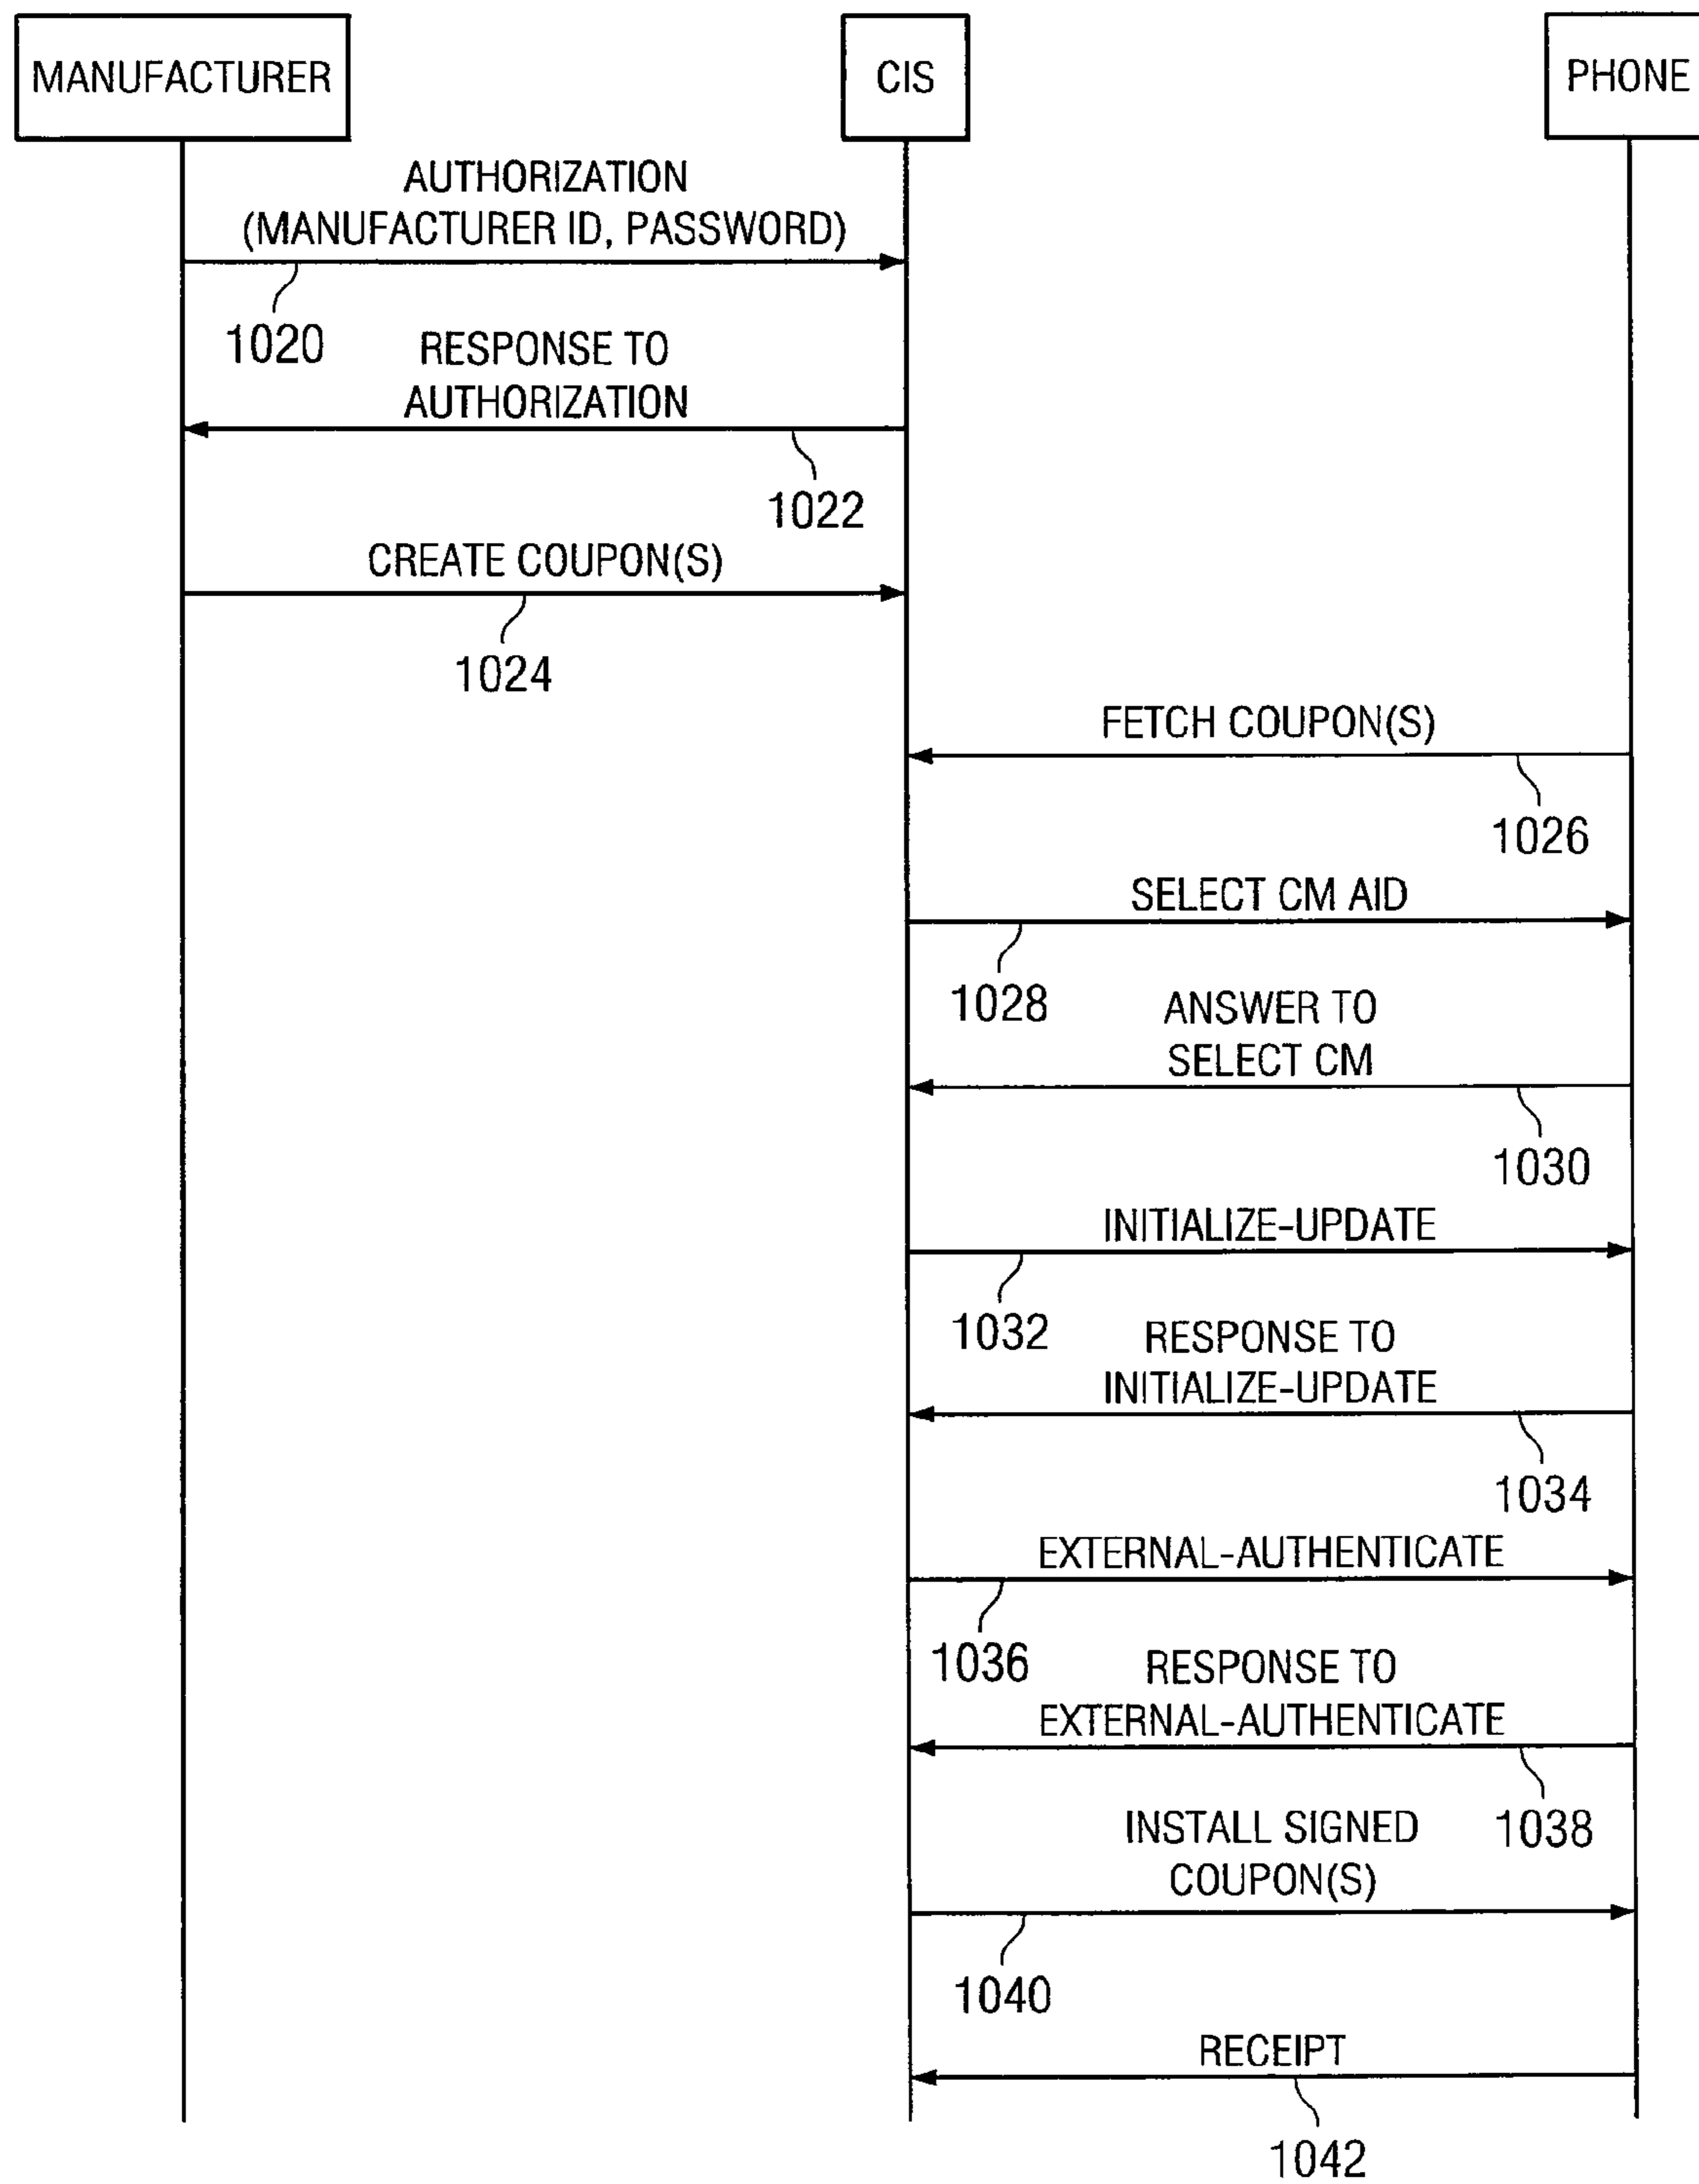 MANUFACTURER
CIS
PHONE
AUTHORIZATION
(MANUFACTURER ID, PASSWORD)
1020
RESPONSE TO
AUTHORIZATION
1022
CREATE COUPON(S)
1024
FETCH COUPON(S)
1026
SELECT CM AID
1028
ANSWER TO
SELECT CM
1030
INITIALIZE-UPDATE
1032
RESPONSE TO
INITIALIZE-UPDATE
1034
EXTERNAL-AUTHENTICATE
1036
RESPONSE TO
EXTERNAL-AUTHENTICATE
1038
INSTALL SIGNED
COUPON(S)
1040
RECEIPT
1042